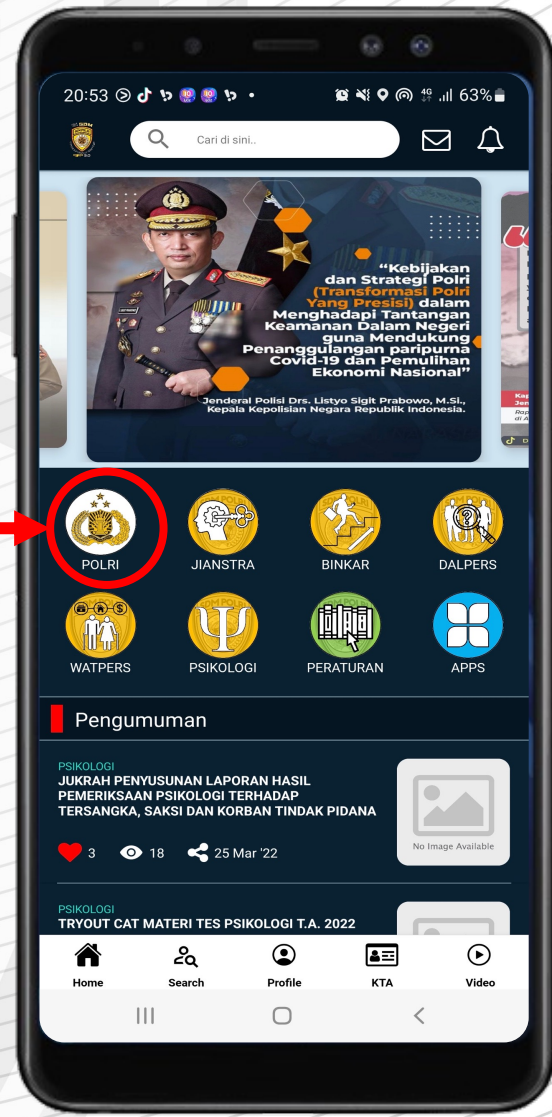 20:53
4G
63%
Cari di sini..
“Kebijakan
dan Strategi Polri
(Transformasi Polri
Yang Presisi) dalam
Menghadapi Tantangan
Keamanan Dalam Negeri
guna Mendukung
Penanggulangan paripurna
Covid-19 dan Pemulihan
Ekonomi Nasional”
Jenderal Polisi Drs. Listyo Sigit Prabowo, M.Si.,
Kepala Kepolisian Negara Republik Indonesia.
POLRI
JIANSTRA
BINKAR
DALPERS
WATPERS
PSIKOLOGI
PERATURAN
APPS
Pengumuman
PSIKOLOGI
JUKRAH PENYUSUNAN LAPORAN HASIL
PEMERIKSAAN PSIKOLOGI TERHADAP
TERSANGKA, SAKSI DAN KORBAN TINDAK PIDANA
No Image Available
3
18
25 Mar '22
PSIKOLOGI
TRYOUT CAT MATERI TES PSIKOLOGI T.A. 2022
Home
Search
Profile
KTA
Video